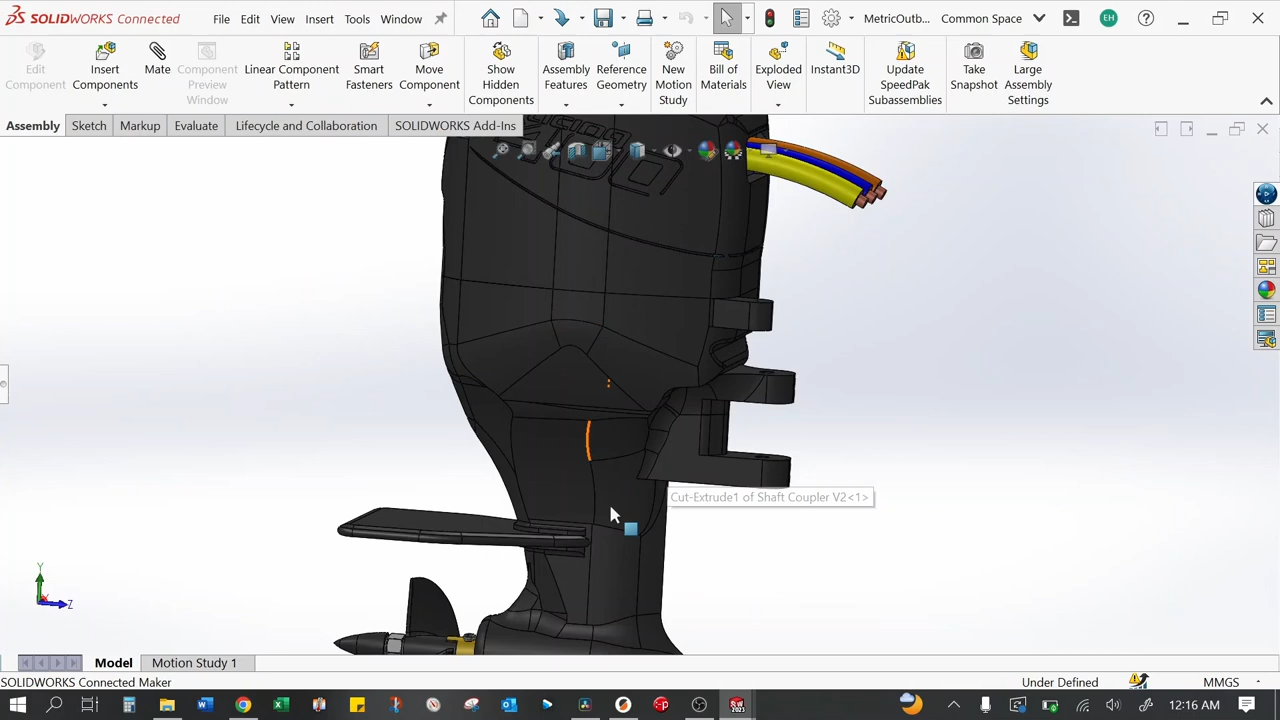 SOLIDWORKS Connected
File Edit View Insert Tools Window
MetricOutb... Common Space
EH
Edit Component
Insert Components
Mate
Component Preview Window
Linear Component Pattern
Smart Fasteners
Move Component
Show Hidden Components
Assembly Features
Reference Geometry
New Motion Study
Bill of Materials
Exploded View
Instant3D
Update SpeedPak Subassemblies
Take Snapshot
Large Assembly Settings
Assembly Sketch Markup Evaluate Lifecycle and Collaboration SOLIDWORKS Add-Ins
Cut-Extrude1 of Shaft Coupler V2<1>
Y
Z
Model Motion Study 1
SOLIDWORKS Connected Maker Under Defined MMGS
12:16 AM